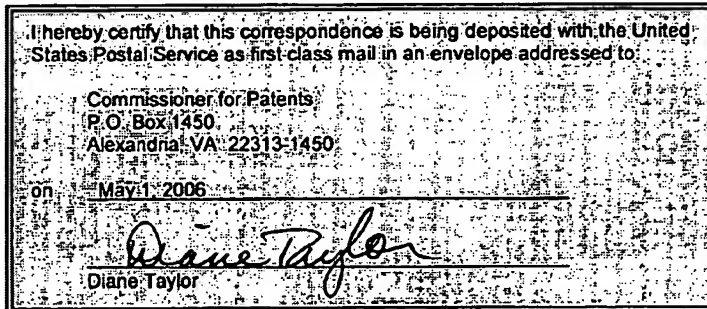 I hereby certify that this correspondence is being deposited with the United
States Postal Service as first class mail in an envelope addressed to:
Commissioner for Patents
P.O. Box 1450
Alexandria, VA 22313-1450
on May 1, 2006
Diane Taylor
Diane Taylor